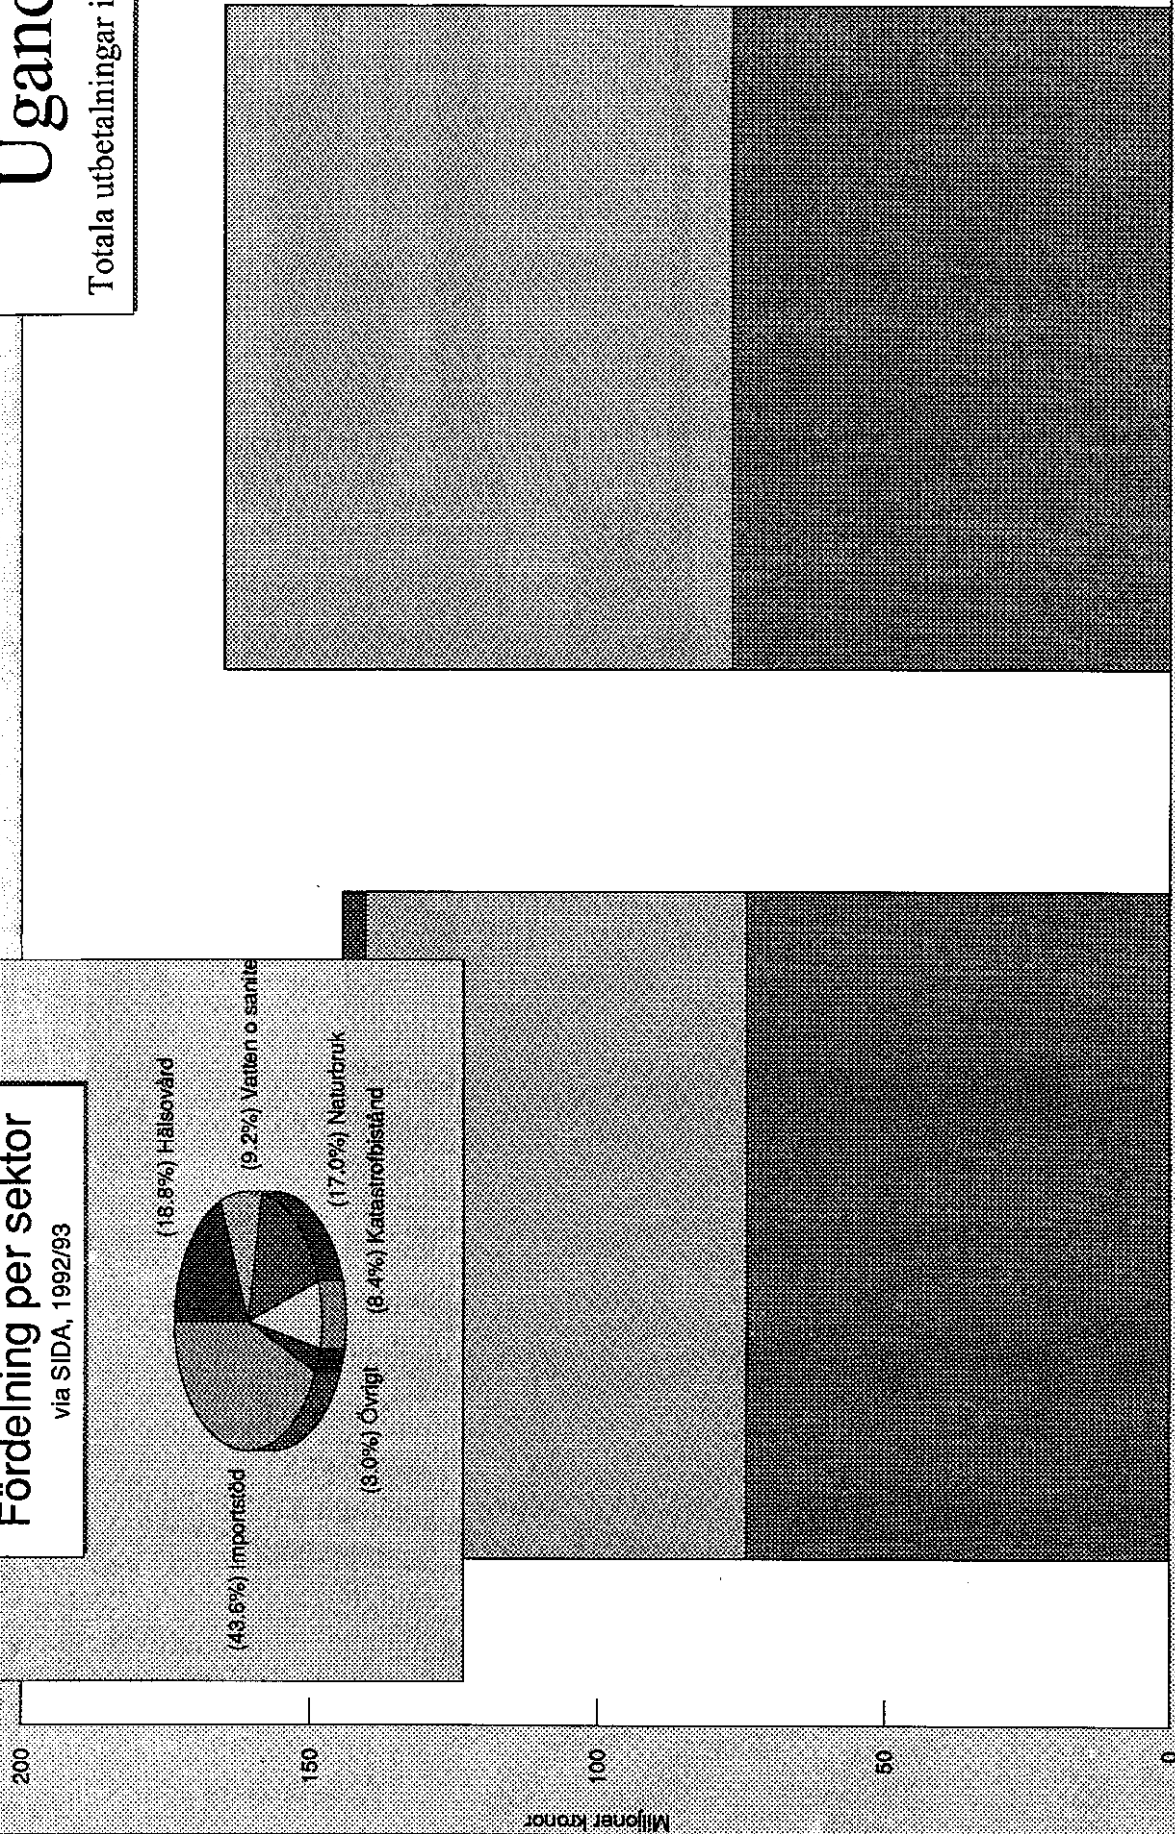 Ugand
Totala utbetalningar i
Fördelning per sektor
via SIDA, 1992/93
(18.8%) Hälsovård
(9.2%) Vatten o sanite
(17.0%) Naturbruk
(8.4%) Katastrofbistånd
(3.0%) Övrigt
(43.6%) Importstöd
200
150
100
50
0
Miljoner kronor